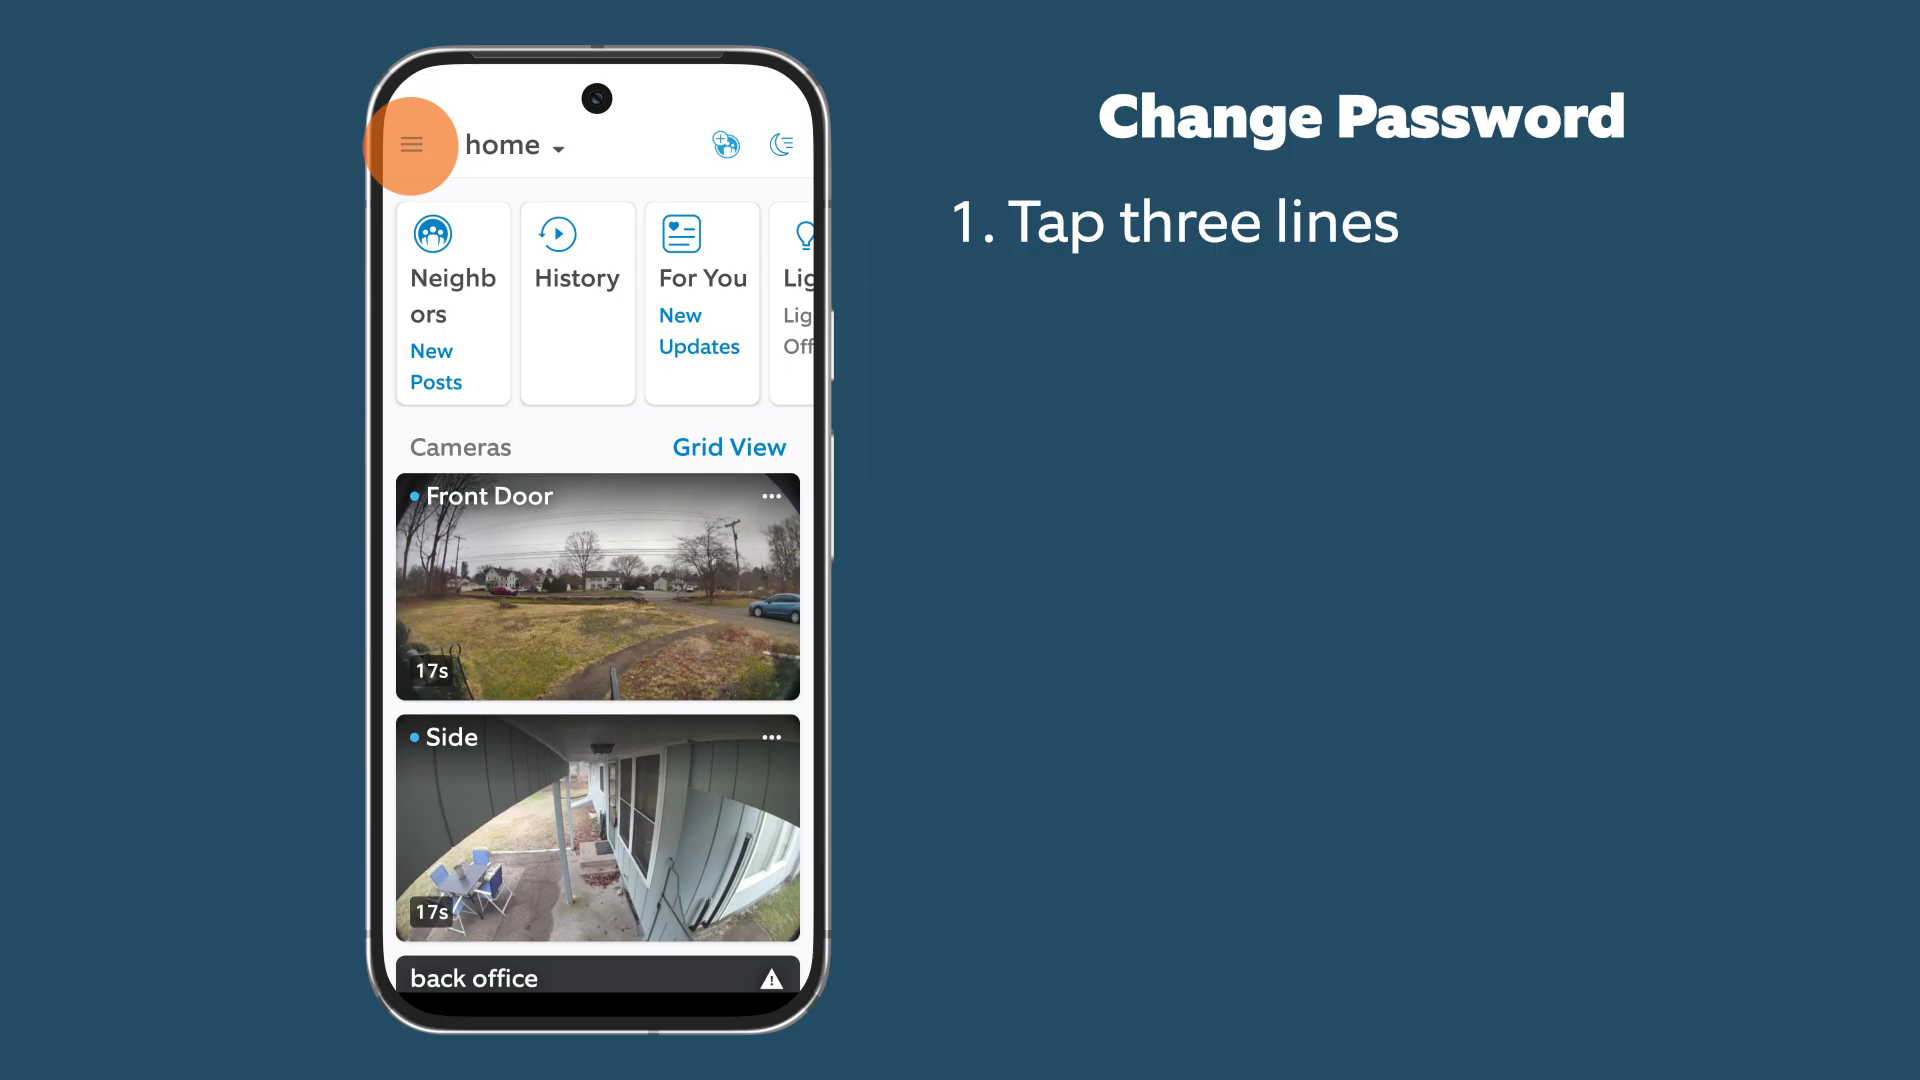 Change Password
1. Tap three lines
home
Neighb
ors
New
Posts
History
For You
New
Updates
Lig
Lig
Off
Cameras
Grid View
Front Door
17s
Side
17s
back office